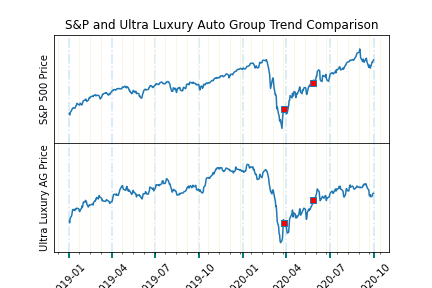 S&P and Ultra Luxury Auto Group Trend Comparison
S&P 500 Price
Ultra Luxury AG Price
2019-01
2019-04
2019-07
2019-10
2020-01
2020-04
2020-07
2020-10